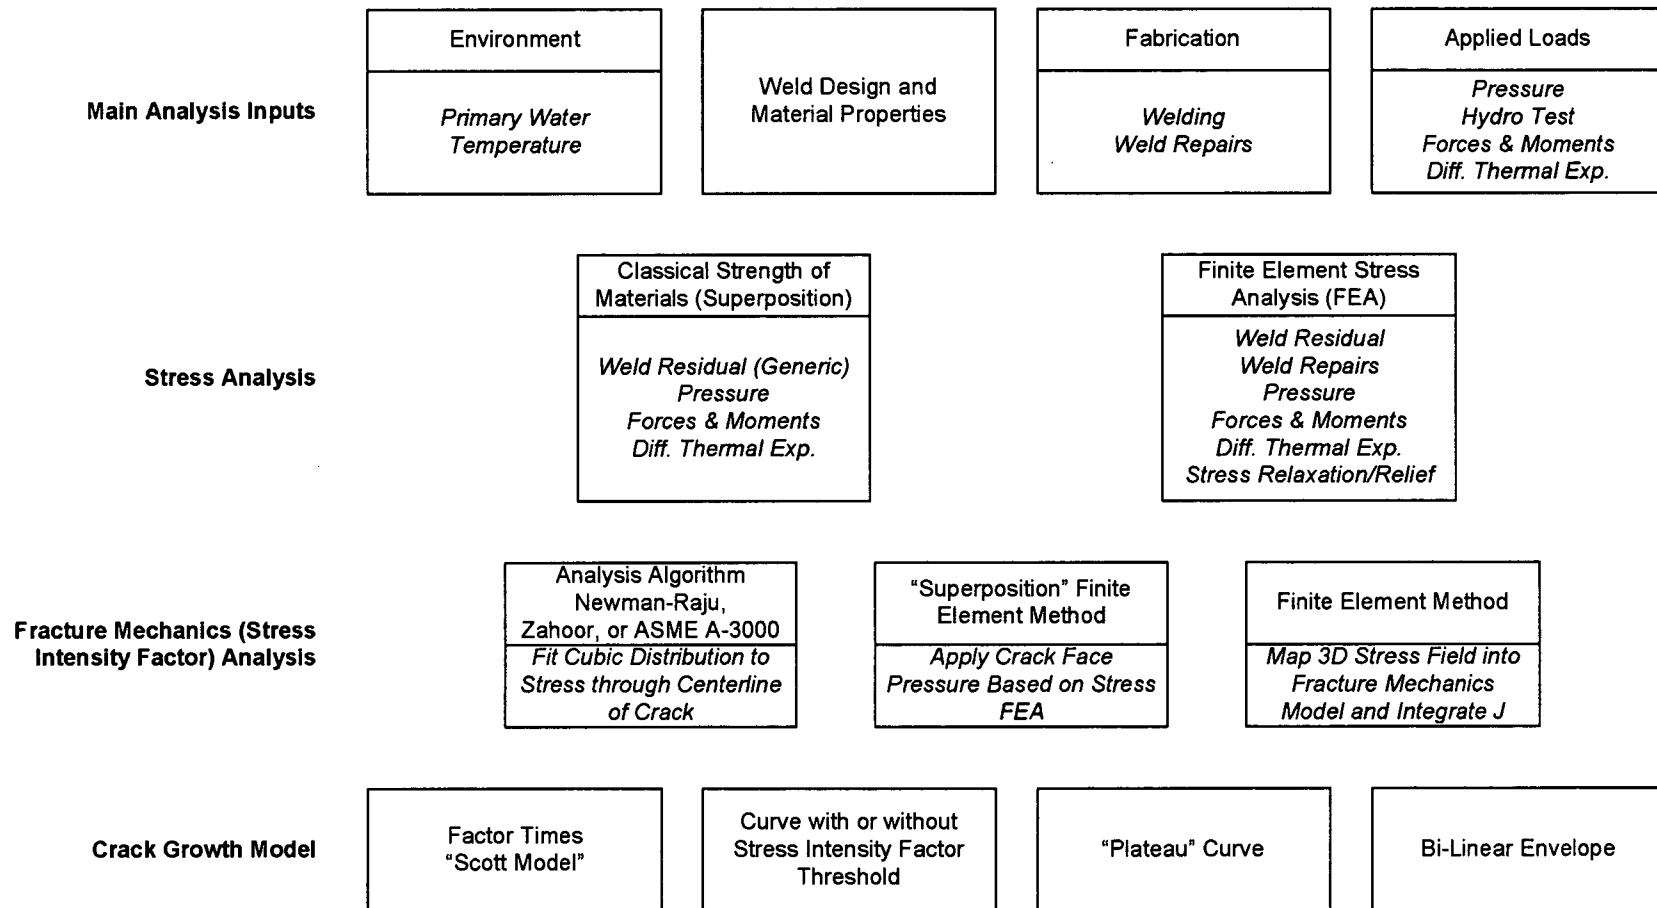 Main Analysis Inputs
Environment
Primary Water
Temperature
Weld Design and
Material Properties
Fabrication
Welding
Weld Repairs
Applied Loads
Pressure
Hydro Test
Forces & Moments
Diff. Thermal Exp.
Stress Analysis
Classical Strength of
Materials (Superposition)
Weld Residual (Generic)
Pressure
Forces & Moments
Diff. Thermal Exp.
Finite Element Stress
Analysis (FEA)
Weld Residual
Weld Repairs
Pressure
Forces & Moments
Diff. Thermal Exp.
Stress Relaxation/Relief
Fracture Mechanics (Stress
Intensity Factor) Analysis
Analysis Algorithm
Newman-Raju,
Zahoor, or ASME A-3000
Fit Cubic Distribution to
Stress through Centerline
of Crack
“Superposition” Finite
Element Method
Apply Crack Face
Pressure Based on Stress
FEA
Finite Element Method
Map 3D Stress Field into
Fracture Mechanics
Model and Integrate J
Crack Growth Model
Factor Times
“Scott Model”
Curve with or without
Stress Intensity Factor
Threshold
“Plateau” Curve
Bi-Linear Envelope